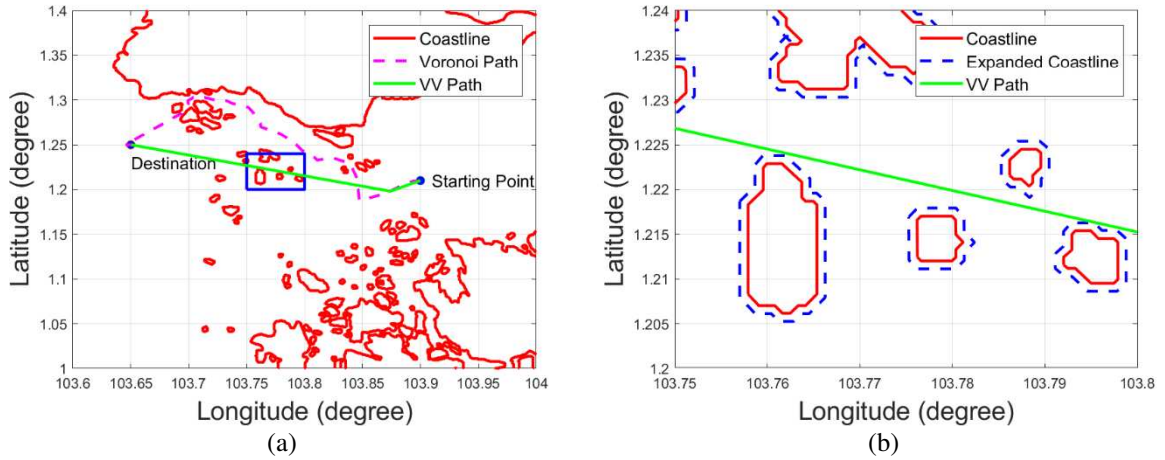 1.4
1.35
1.3
1.25
1.2
1.15
1.1
1.05
1
103.6
103.65
103.7
103.75
103.8
103.85
103.9
103.95
104
Latitude (degree)
Longitude (degree)
Coastline
Voronoi Path
VV Path
Destination
Starting Point
(a)
1.24
1.235
1.23
1.225
1.22
1.215
1.21
1.205
1.2
103.75
103.76
103.77
103.78
103.79
103.8
Latitude (degree)
Longitude (degree)
Coastline
Expanded Coastline
VV Path
(b)